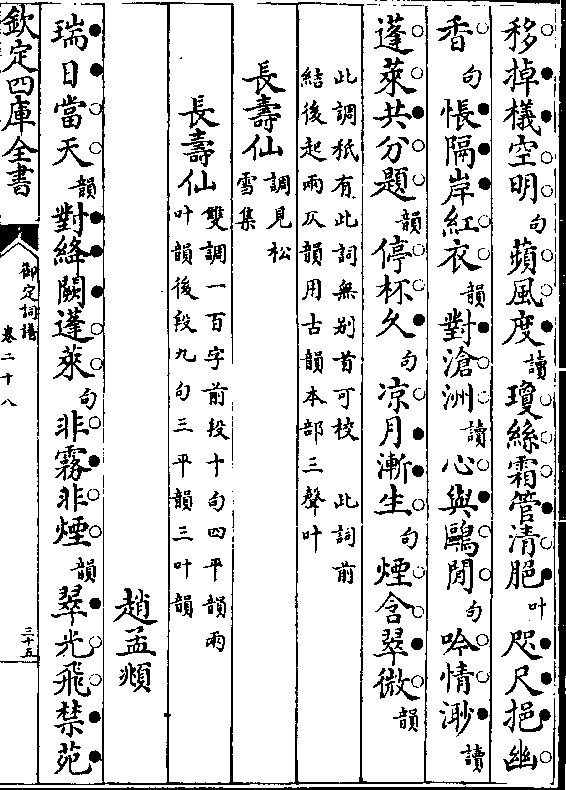 移掉檥空明句蘋風度讀瓊絲霜管清脆叶咫尺挹幽
香句悵隔岸紅衣韻對滄洲讀心與鷗閒句吟情渺讀
蓬萊共分題韻停杯久句凉月漸生句煙含翠微韻
此調秖有此詞無别首可校　此詞前
結後起兩仄韻用古韻本部三聲叶
長壽仙調見松
雪集
長壽仙雙調一百字前段十句四平韻兩
叶韻後段九句三平韻三叶韻
趙孟頫
瑞日當天韻對絳闕蓬萊句非霧非煙韻翠光飛禁苑
欽定四庫全書
御定詞譜
卷二十八
三十五